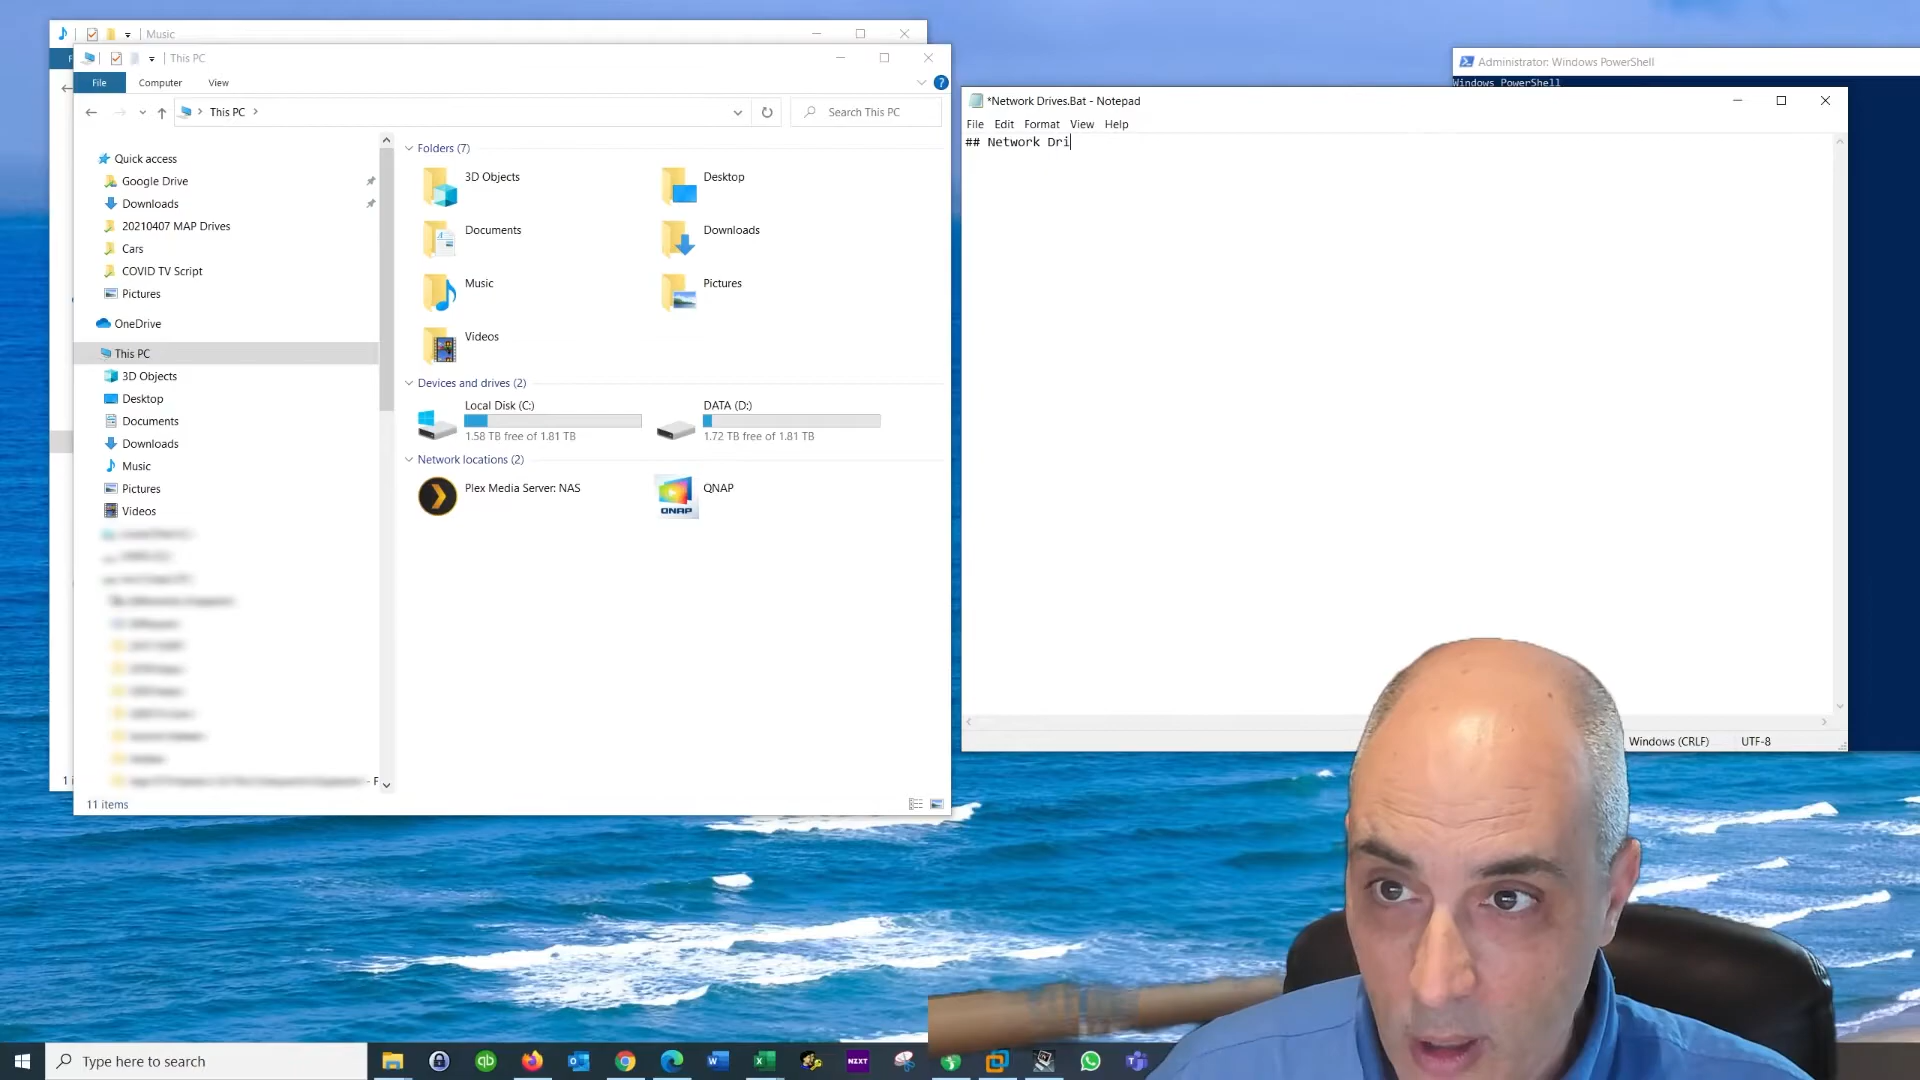 Music
This PC
File
Computer
View
This PC
Search This PC
Quick access
Google Drive
Downloads
20210407 MAP Drives
Cars
COVID TV Script
Pictures
OneDrive
This PC
3D Objects
Desktop
Documents
Downloads
Music
Pictures
Videos
Folders (7)
3D Objects
Desktop
Documents
Downloads
Music
Pictures
Videos
Devices and drives (2)
Local Disk (C:)
1.58 TB free of 1.81 TB
DATA (D:)
1.72 TB free of 1.81 TB
Network locations (2)
Plex Media Server: NAS
QNAP
QNAP
11 items
Administrator: Windows PowerShell
Windows PowerShell
*Network Drives.Bat - Notepad
File Edit Format View Help
## Network Dri
Windows (CRLF)
UTF-8
Type here to search
qb
NZXT